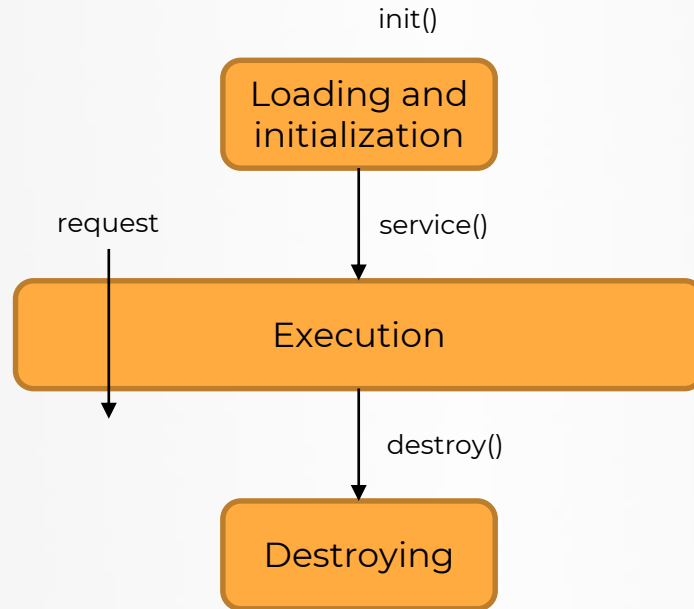 init()
Loading and
initialization
request
service()
Execution
destroy()
Destroying